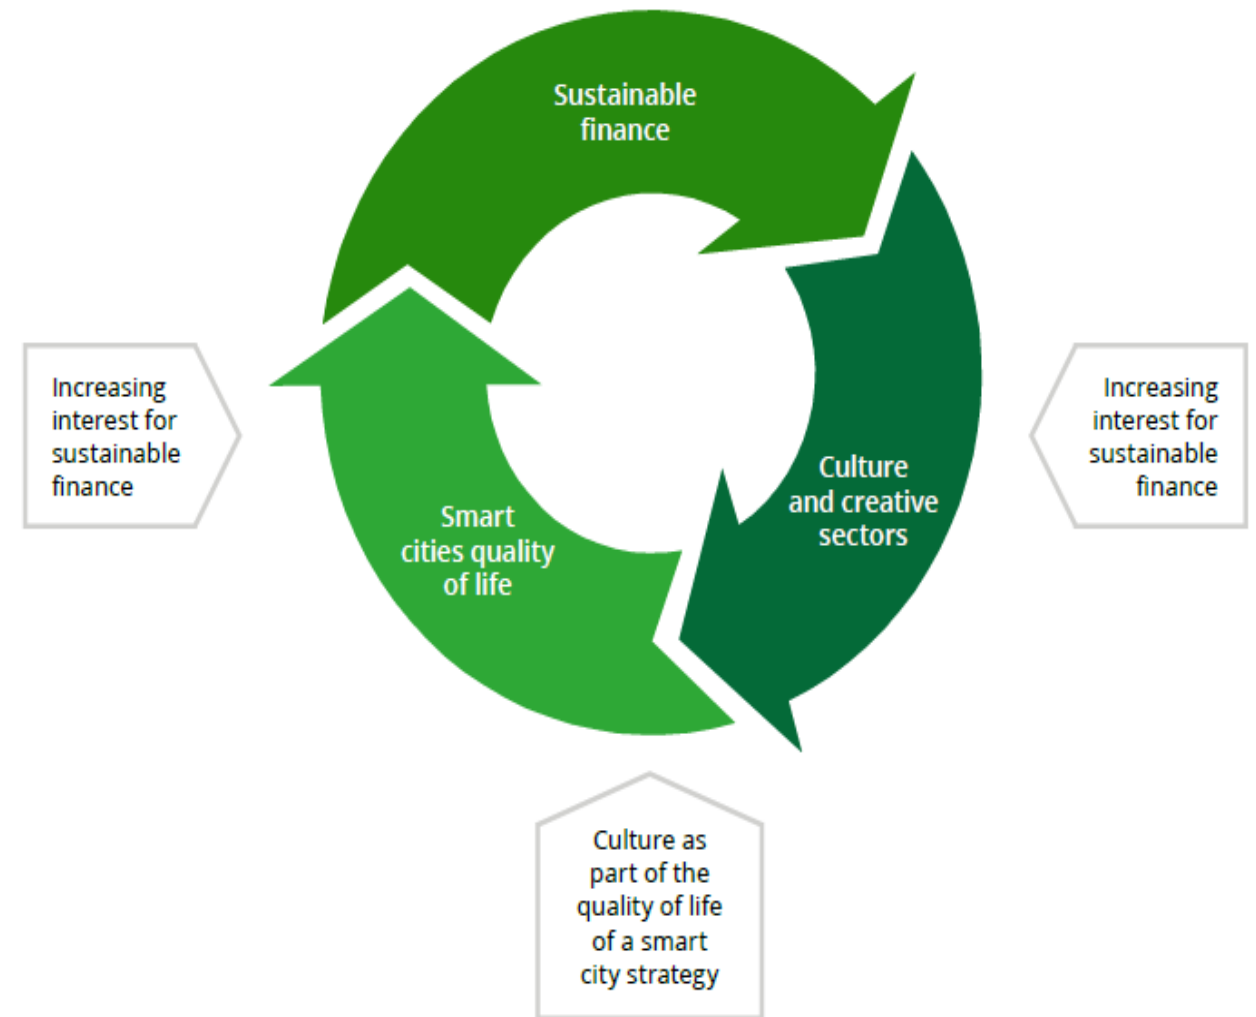 Sustainable
finance
Increasing
interest for
sustainable
finance
Increasing
interest for
sustainable
finance
Culture
and creative
sectors
Smart
cities quality
of life
Culture as
part of the
quality of life
of a smart
city strategy